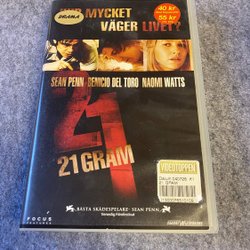 HUR MYCKET
DRAMA
VÄGER LIVET?
40 kr
55 kr
SEAN PENN BENICIO DEL TORO NAOMI WATTS
21
21 GRAM
VIDEOTOPPEN
21 GRAM
BÄSTA SKÅDESPELARE - SEAN PENN
FOCUS
FEATURES